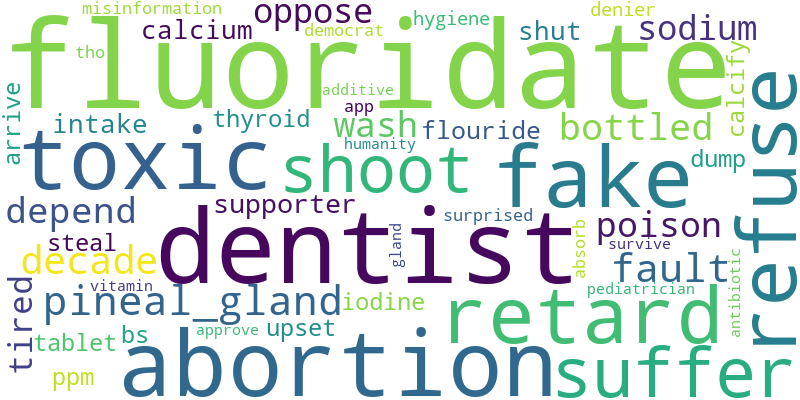 misinformation
oppose
hygiene
denier
calcium
democrat
shut
sodium
fluoridate
tho
calcify
additive
arrive
app
refuse
intake
thyroid
wash
flouride
bottled
humanity
toxic
shoot
fake
dump
depend
supporter
surprised
poison
dentist
steal
gland
survive
decade
absorb
fault
tired
vitamin
pineal_gland
iodine
pediatrician
antibiotic
retard
tablet
bs
approve
upset
abortion
suffer
ppm